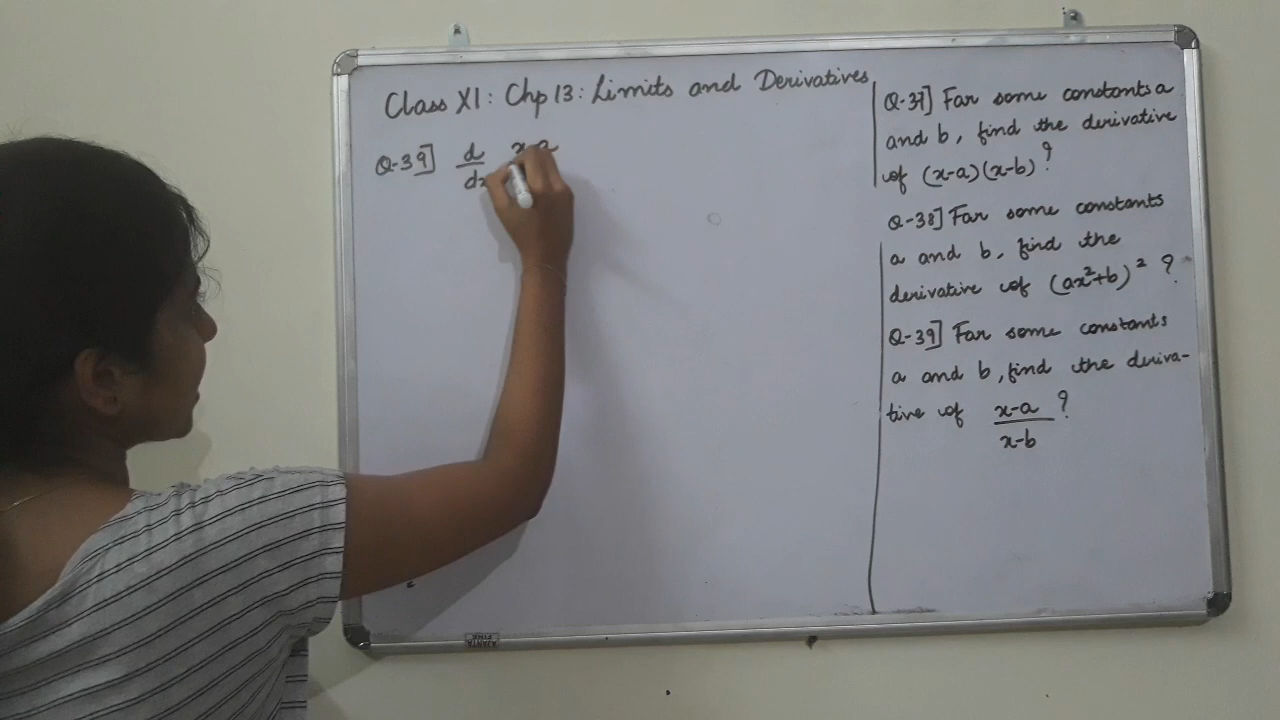 Class XI: Chp 13: Limits and Derivatives
Q-39] d x-a
dx
Q-37] For some constants a
and b, find the derivative
of (x-a)(x-b)?
Q-38] For some constants
a and b, find the
derivative of (ax²+b)² ?
Q-39] For some constants
a and b, find the deriva-
tive of x-a ?
x-b
AJANTA